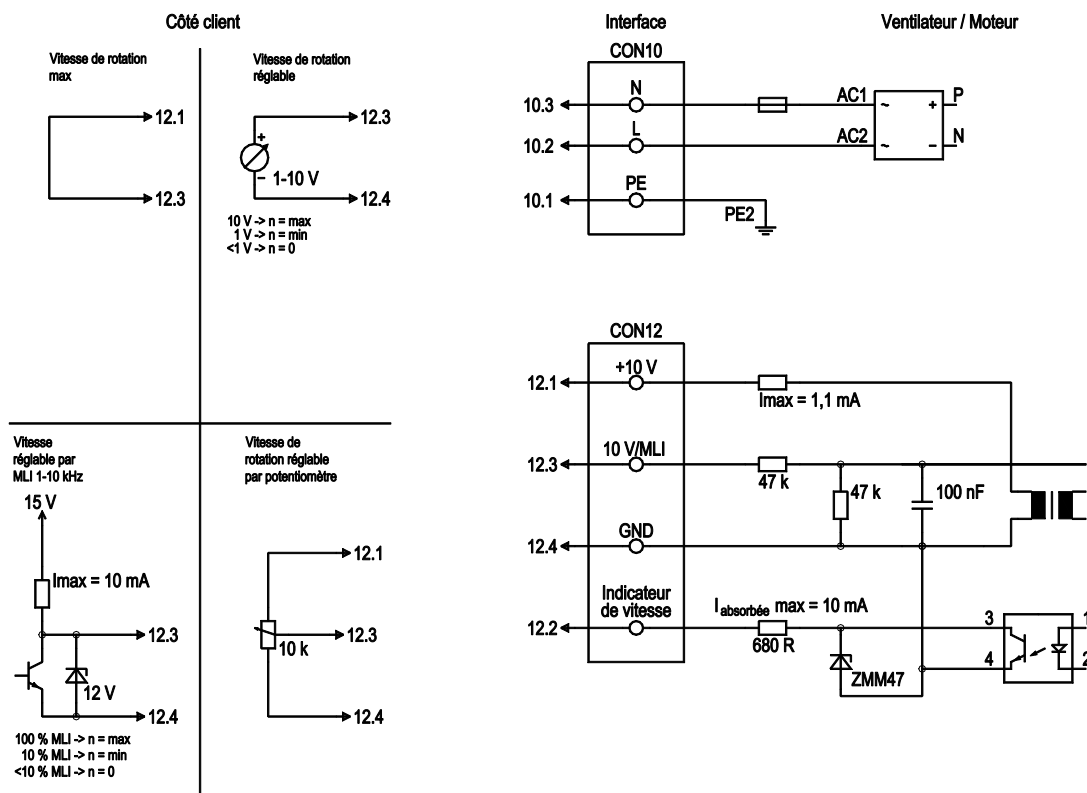 Côté client
Interface
Ventilateur / Moteur
Vitesse de rotation
max
12.1
12.3
Vitesse de rotation
réglable
12.3
+
1-10 V
−
12.4
10 V -> n = max
1 V -> n = min
<1 V -> n = 0
CON10
N
10.3
AC1
~
+
P
L
10.2
AC2
~
−
N
PE
10.1
PE2
CON12
+10 V
12.1
Imax = 1,1 mA
10 V/MLI
12.3
47 k
47 k
100 nF
GND
12.4
Indicateur
de vitesse
12.2
I absorbée max = 10 mA
680 R
ZMM47
3
4
1
2
Vitesse
réglable par
MLI 1-10 kHz
15 V
Imax = 10 mA
12.3
12 V
12.4
100 % MLI -> n = max
10 % MLI -> n = min
<10 % MLI -> n = 0
Vitesse de
rotation réglable
par potentiomètre
12.1
12.3
10 k
12.4